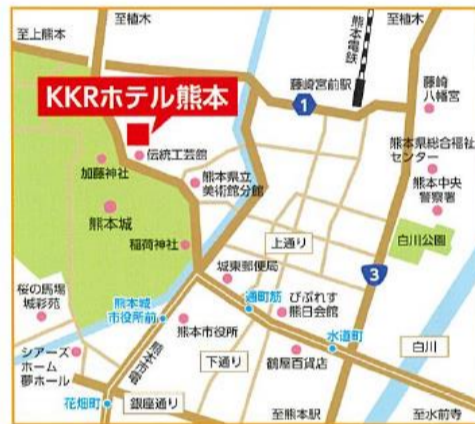 至植木
至植木
至上熊本
熊本電鉄
藤崎宮前駅
1
藤崎
八幡宮
KKRホテル熊本
伝統工芸館
加藤神社
熊本県立
美術館分館
熊本県総合福祉
センター
熊本中央
警察署
熊本城
稲荷神社
上通り
白川公園
城東郵便局
3
桜の馬場
城彩苑
熊本城
市役所前
通町筋
びぷれす
熊日会館
熊本市役所
水道町
白川
シアーズ
ホーム
夢ホール
熊本市電
下通り
鶴屋百貨店
花畑町
銀座通り
至熊本駅
至水前寺